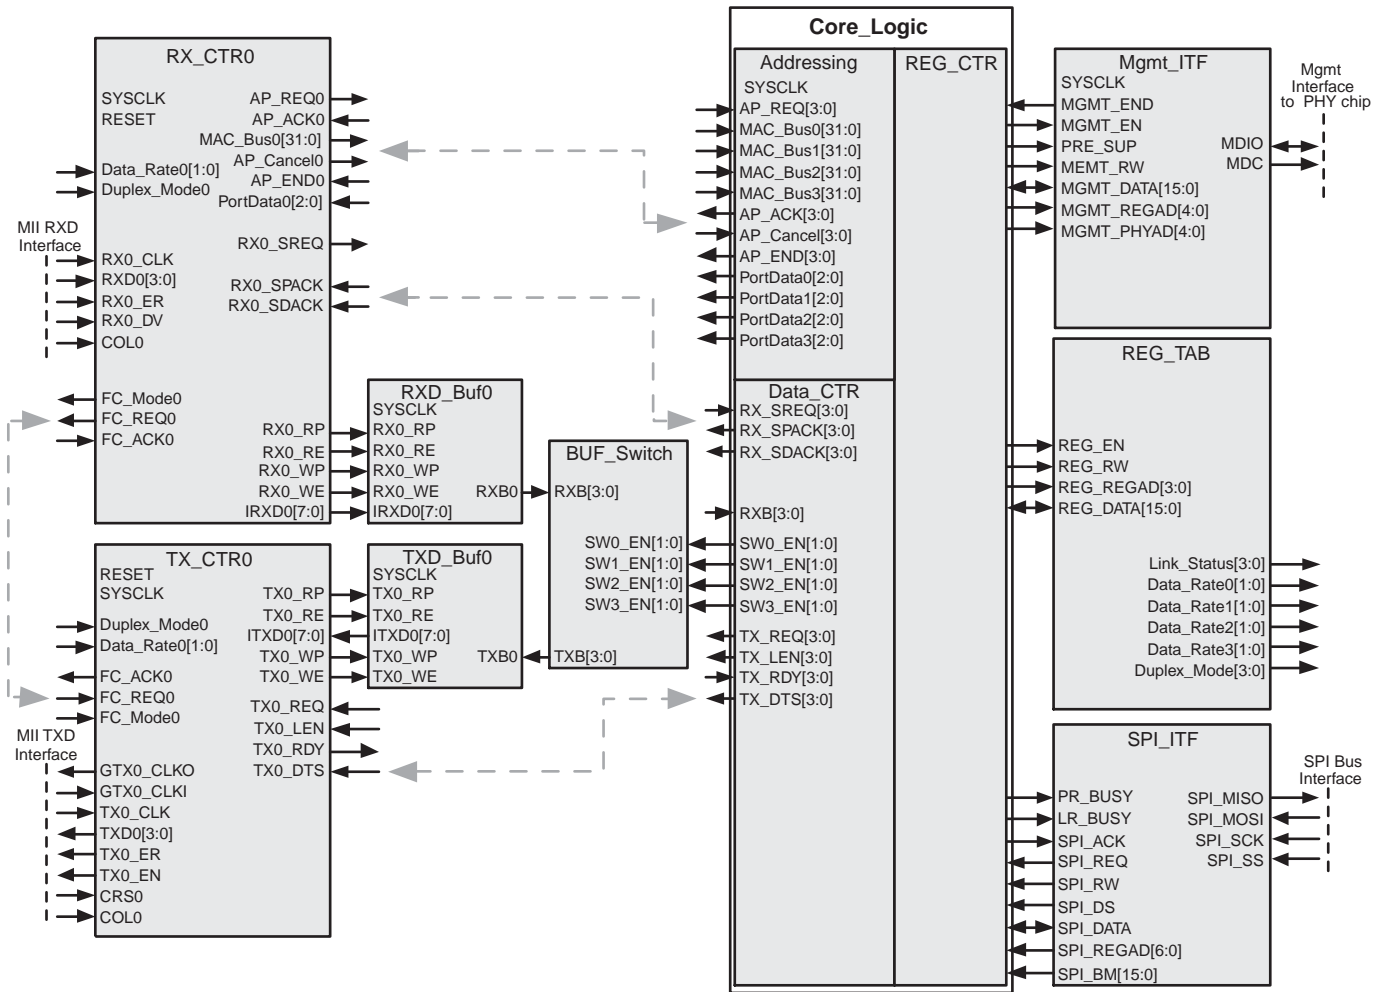 RX_CTR0
SYSCLK
RESET
Data_Rate0[1:0]
Duplex_Mode0
MII RXD
Interface
RX0_CLK
RXD0[3:0]
RX0_ER
RX0_DV
COL0
FC_Mode0
FC_REQ0
FC_ACK0
AP_REQ0
AP_ACK0
MAC_Bus0[31:0]
AP_Cancel0
AP_END0
PortData0[2:0]
RX0_SREQ
RX0_SPACK
RX0_SDACK
RX0_RP
RX0_RE
RX0_WP
RX0_WE
IRXD0[7:0]
RXD_Buf0
SYSCLK
RX0_RP
RX0_RE
RX0_WP
RX0_WE
IRXD0[7:0]
RXB0
TX_CTR0
RESET
SYSCLK
Duplex_Mode0
Data_Rate0[1:0]
FC_ACK0
FC_REQ0
FC_Mode0
MII TXD
Interface
GTX0_CLKO
GTX0_CLKI
TX0_CLK
TXD0[3:0]
TX0_ER
TX0_EN
CRS0
COL0
TX0_RP
TX0_RE
ITXD0[7:0]
TX0_WP
TX0_WE
TX0_REQ
TX0_LEN
TX0_RDY
TX0_DTS
TXD_Buf0
SYSCLK
TX0_RP
TX0_RE
ITXD0[7:0]
TX0_WP
TX0_WE
TXB0
BUF_Switch
RXB[3:0]
SW0_EN[1:0]
SW1_EN[1:0]
SW2_EN[1:0]
SW3_EN[1:0]
TXB[3:0]
Core_Logic
Addressing
SYSCLK
AP_REQ[3:0]
MAC_Bus0[31:0]
MAC_Bus1[31:0]
MAC_Bus2[31:0]
MAC_Bus3[31:0]
AP_ACK[3:0]
AP_Cancel[3:0]
AP_END[3:0]
PortData0[2:0]
PortData1[2:0]
PortData2[2:0]
PortData3[2:0]
Data_CTR
RX_SREQ[3:0]
RX_SPACK[3:0]
RX_SDACK[3:0]
RXB[3:0]
SW0_EN[1:0]
SW1_EN[1:0]
SW2_EN[1:0]
SW3_EN[1:0]
TX_REQ[3:0]
TX_LEN[3:0]
TX_RDY[3:0]
TX_DTS[3:0]
REG_CTR
Mgmt_ITF
SYSCLK
MGMT_END
MGMT_EN
PRE_SUP
MEMT_RW
MGMT_DATA[15:0]
MGMT_REGAD[4:0]
MGMT_PHYAD[4:0]
MDIO
MDC
Mgmt
Interface
to PHY chip
REG_TAB
REG_EN
REG_RW
REG_REGAD[3:0]
REG_DATA[15:0]
Link_Status[3:0]
Data_Rate0[1:0]
Data_Rate1[1:0]
Data_Rate2[1:0]
Data_Rate3[1:0]
Duplex_Mode[3:0]
SPI_ITF
PR_BUSY
LR_BUSY
SPI_ACK
SPI_REQ
SPI_RW
SPI_DS
SPI_DATA
SPI_REGAD[6:0]
SPI_BM[15:0]
SPI_MISO
SPI_MOSI
SPI_SCK
SPI_SS
SPI Bus
Interface